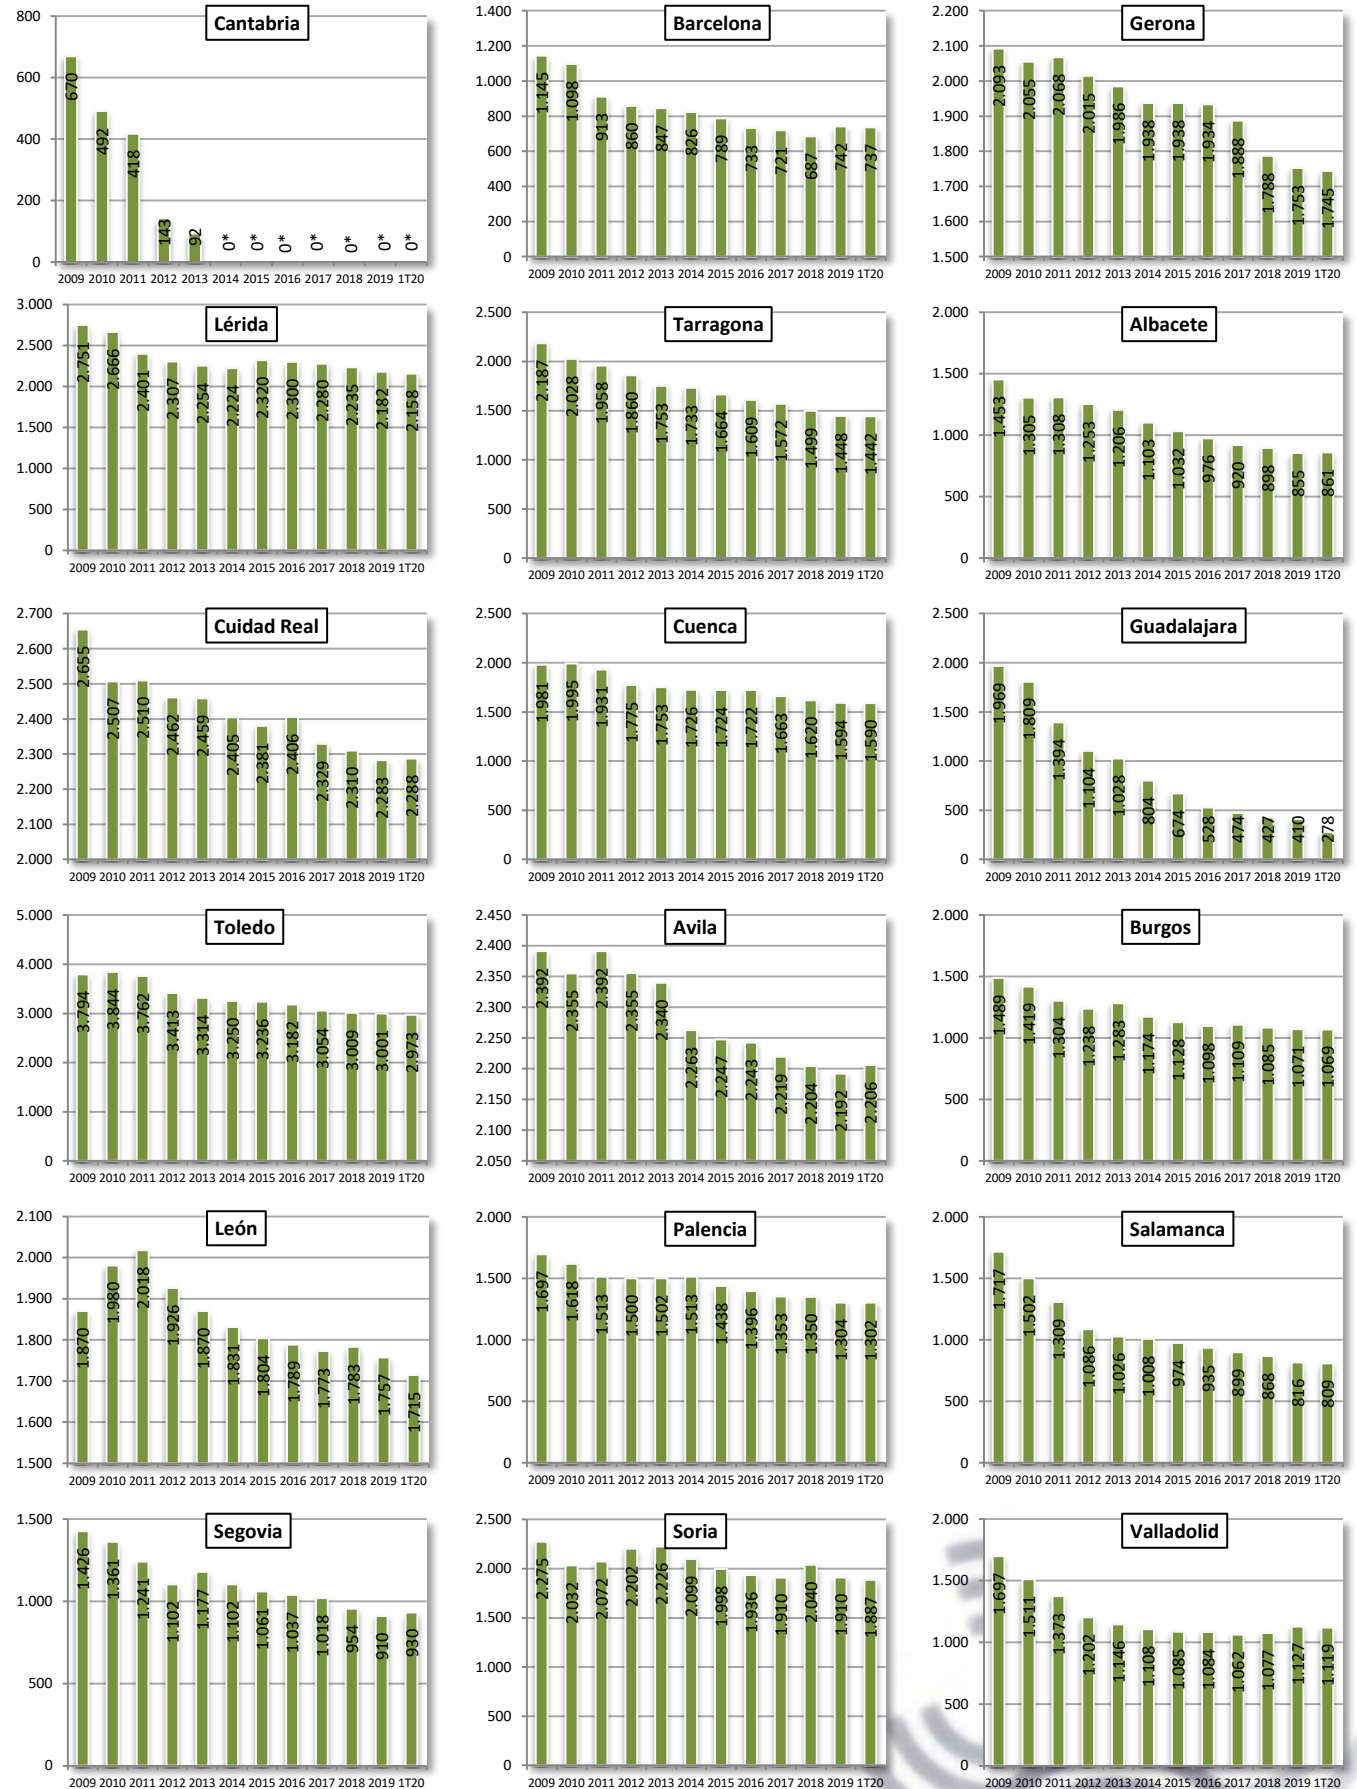 Cantabria
800
600
400
200
0
670 492 418 143 92 0* 0* 0* 0* 0* 0* 0*
2009 2010 2011 2012 2013 2014 2015 2016 2017 2018 2019 1T20
Barcelona
1.400
1.200
1.000
800
600
400
200
0
1.145 1.098 913 860 847 826 789 733 721 687 742 737
2009 2010 2011 2012 2013 2014 2015 2016 2017 2018 2019 1T20
Gerona
2.200
2.100
2.000
1.900
1.800
1.700
1.600
1.500
2.093 2.055 2.068 2.015 1.986 1.938 1.938 1.934 1.888 1.788 1.753 1.745
2009 2010 2011 2012 2013 2014 2015 2016 2017 2018 2019 1T20
Lérida
3.000
2.500
2.000
1.500
1.000
500
0
2.751 2.666 2.401 2.307 2.254 2.224 2.320 2.300 2.280 2.235 2.182 2.158
2009 2010 2011 2012 2013 2014 2015 2016 2017 2018 2019 1T20
Tarragona
2.500
2.000
1.500
1.000
500
0
2.187 2.028 1.958 1.860 1.753 1.733 1.664 1.609 1.572 1.499 1.448 1.442
2009 2010 2011 2012 2013 2014 2015 2016 2017 2018 2019 1T20
Albacete
2.000
1.500
1.000
500
0
1.453 1.305 1.308 1.253 1.206 1.103 1.032 976 920 898 855 861
2009 2010 2011 2012 2013 2014 2015 2016 2017 2018 2019 1T20
Cuidad Real
2.700
2.600
2.500
2.400
2.300
2.200
2.100
2.000
2.655 2.507 2.510 2.462 2.459 2.405 2.381 2.406 2.329 2.310 2.283 2.288
2009 2010 2011 2012 2013 2014 2015 2016 2017 2018 2019 1T20
Cuenca
2.500
2.000
1.500
1.000
500
0
1.981 1.995 1.931 1.775 1.753 1.726 1.724 1.722 1.663 1.620 1.594 1.590
2009 2010 2011 2012 2013 2014 2015 2016 2017 2018 2019 1T20
Guadalajara
2.500
2.000
1.500
1.000
500
0
1.969 1.809 1.394 1.104 1.028 804 674 528 474 427 410 278
2009 2010 2011 2012 2013 2014 2015 2016 2017 2018 2019 1T20
Toledo
5.000
4.000
3.000
2.000
1.000
0
3.794 3.844 3.762 3.413 3.314 3.250 3.236 3.182 3.054 3.009 3.001 2.973
2009 2010 2011 2012 2013 2014 2015 2016 2017 2018 2019 1T20
Avila
2.450
2.400
2.350
2.300
2.250
2.200
2.150
2.100
2.050
2.392 2.355 2.392 2.355 2.340 2.263 2.247 2.243 2.219 2.204 2.192 2.206
2009 2010 2011 2012 2013 2014 2015 2016 2017 2018 2019 1T20
Burgos
2.000
1.500
1.000
500
0
1.489 1.419 1.304 1.238 1.283 1.174 1.128 1.098 1.109 1.085 1.071 1.069
2009 2010 2011 2012 2013 2014 2015 2016 2017 2018 2019 1T20
León
2.100
2.000
1.900
1.800
1.700
1.600
1.500
1.870 1.980 2.018 1.926 1.870 1.831 1.804 1.789 1.773 1.783 1.757 1.715
2009 2010 2011 2012 2013 2014 2015 2016 2017 2018 2019 1T20
Palencia
2.000
1.500
1.000
500
0
1.697 1.618 1.513 1.500 1.502 1.513 1.438 1.396 1.353 1.350 1.304 1.302
2009 2010 2011 2012 2013 2014 2015 2016 2017 2018 2019 1T20
Salamanca
2.000
1.500
1.000
500
0
1.717 1.502 1.309 1.086 1.026 1.008 974 935 899 868 816 809
2009 2010 2011 2012 2013 2014 2015 2016 2017 2018 2019 1T20
Segovia
1.500
1.000
500
0
1.426 1.361 1.241 1.102 1.177 1.102 1.061 1.037 1.018 954 910 930
2009 2010 2011 2012 2013 2014 2015 2016 2017 2018 2019 1T20
Soria
2.500
2.000
1.500
1.000
500
0
2.275 2.032 2.072 2.202 2.226 2.099 1.998 1.936 1.910 2.040 1.910 1.887
2009 2010 2011 2012 2013 2014 2015 2016 2017 2018 2019 1T20
Valladolid
2.000
1.500
1.000
500
0
1.697 1.511 1.373 1.202 1.146 1.108 1.085 1.084 1.062 1.077 1.127 1.119
2009 2010 2011 2012 2013 2014 2015 2016 2017 2018 2019 1T20